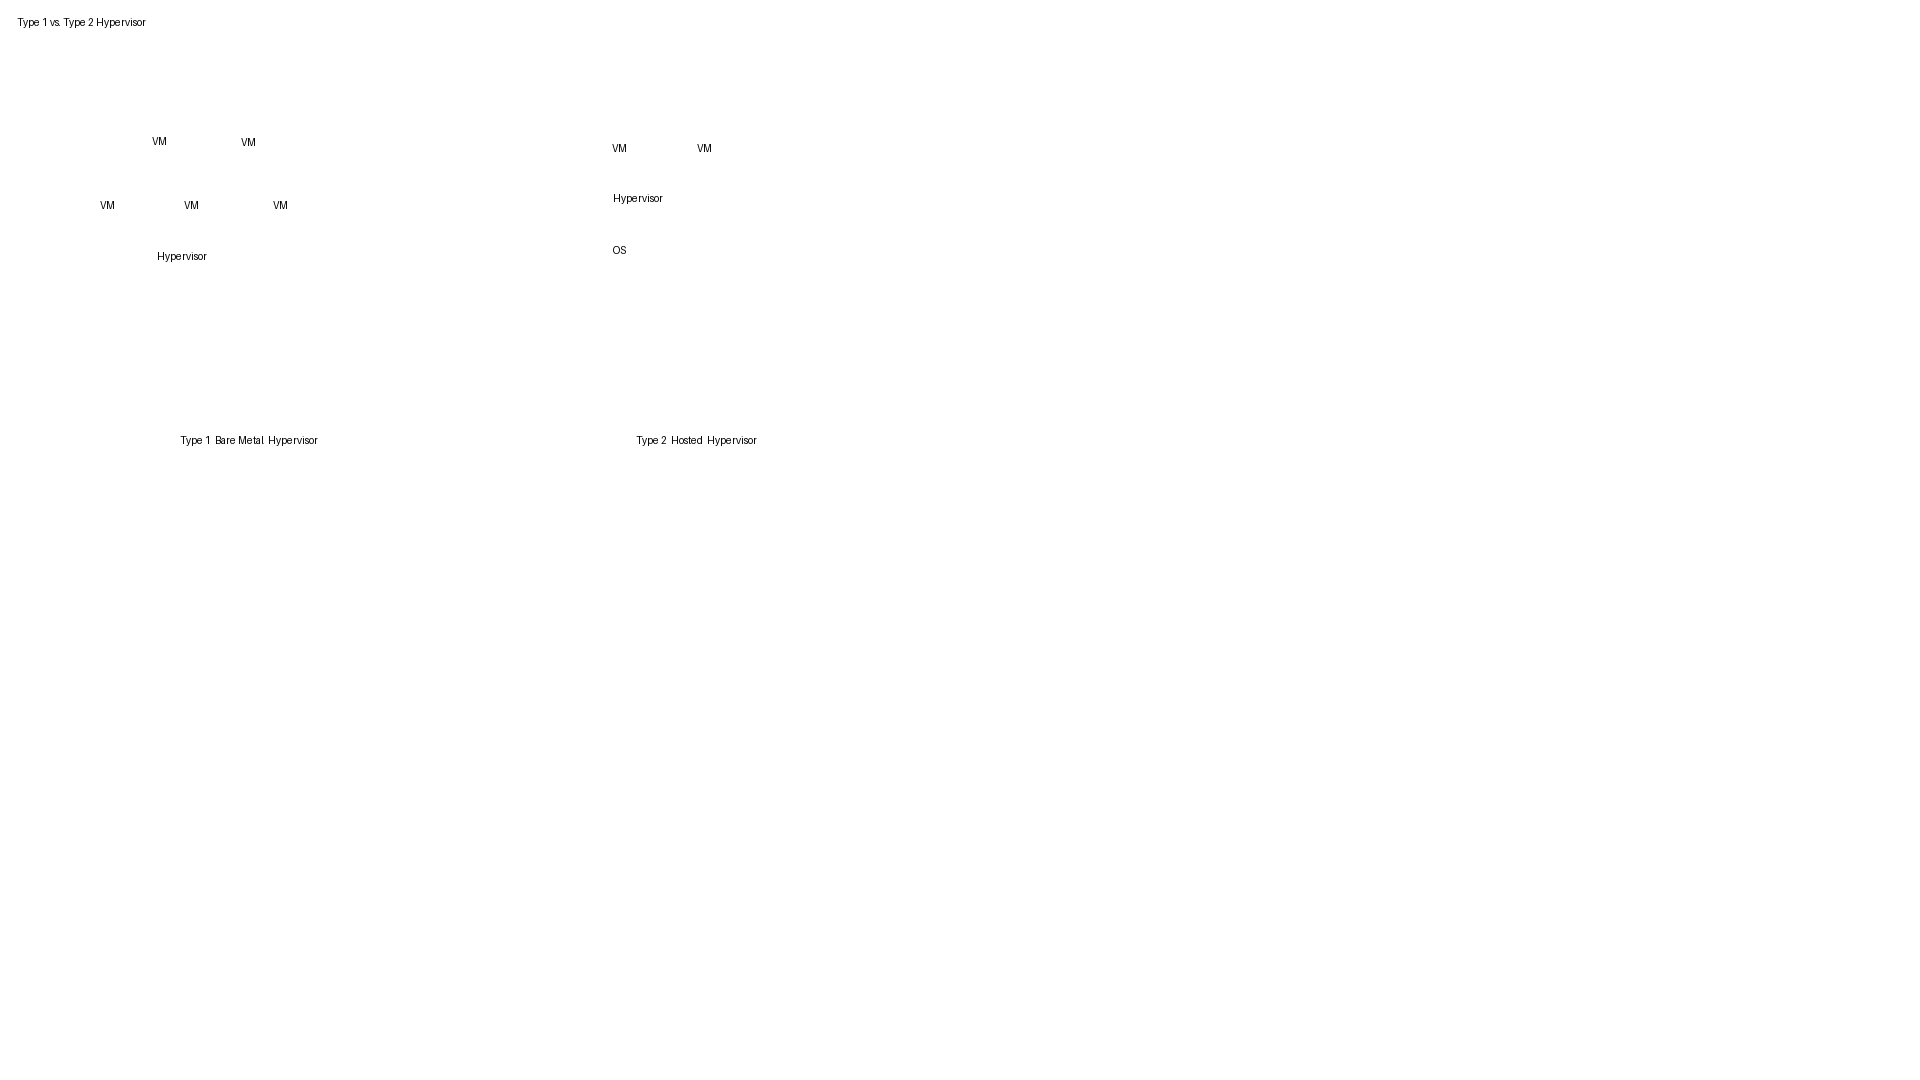 Type 1 vs. Type 2 Hypervisor
VM VM
VM VM VM
Hypervisor
VM VM
Hypervisor
OS
Type 1 Bare Metal Hypervisor
Type 2 Hosted Hypervisor